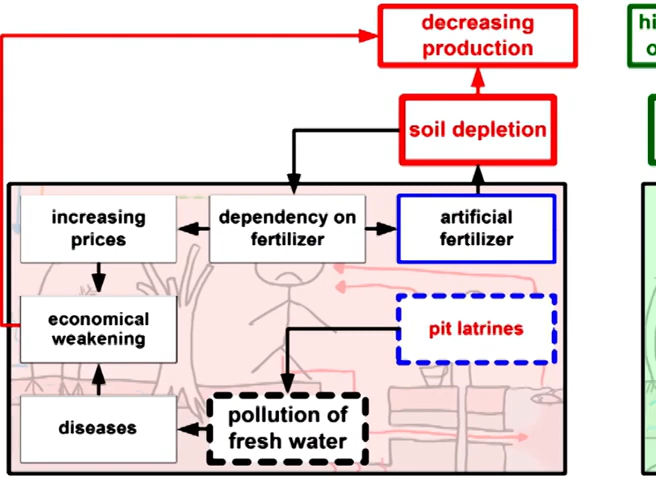 decreasing
production
hi
o
soil depletion
increasing
prices
dependency on
fertilizer
artificial
fertilizer
economical
weakening
pit latrines
diseases
pollution of
fresh water